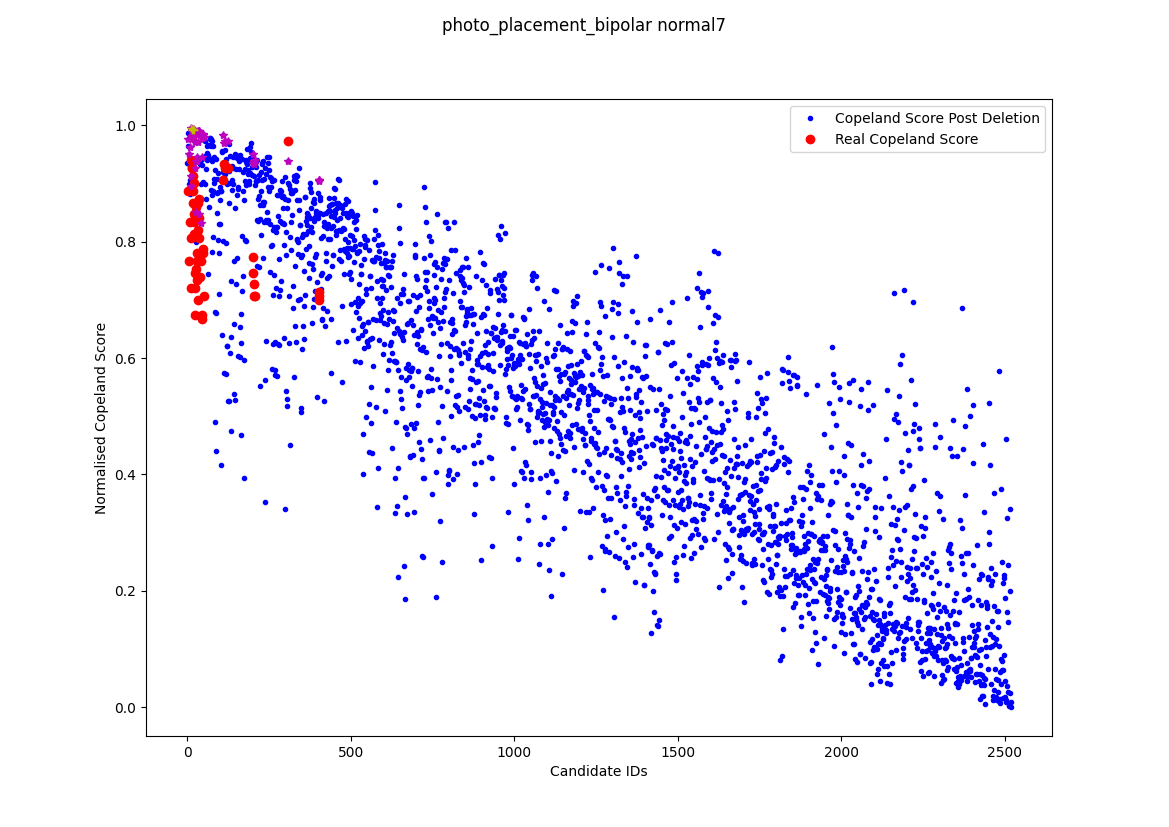 photo_placement_bipolar normal7
Copeland Score Post Deletion
Real Copeland Score
1.0
0.8
0.6
0.4
0.2
0.0
Normalised Copeland Score
0 500 1000 1500 2000 2500
Candidate IDs